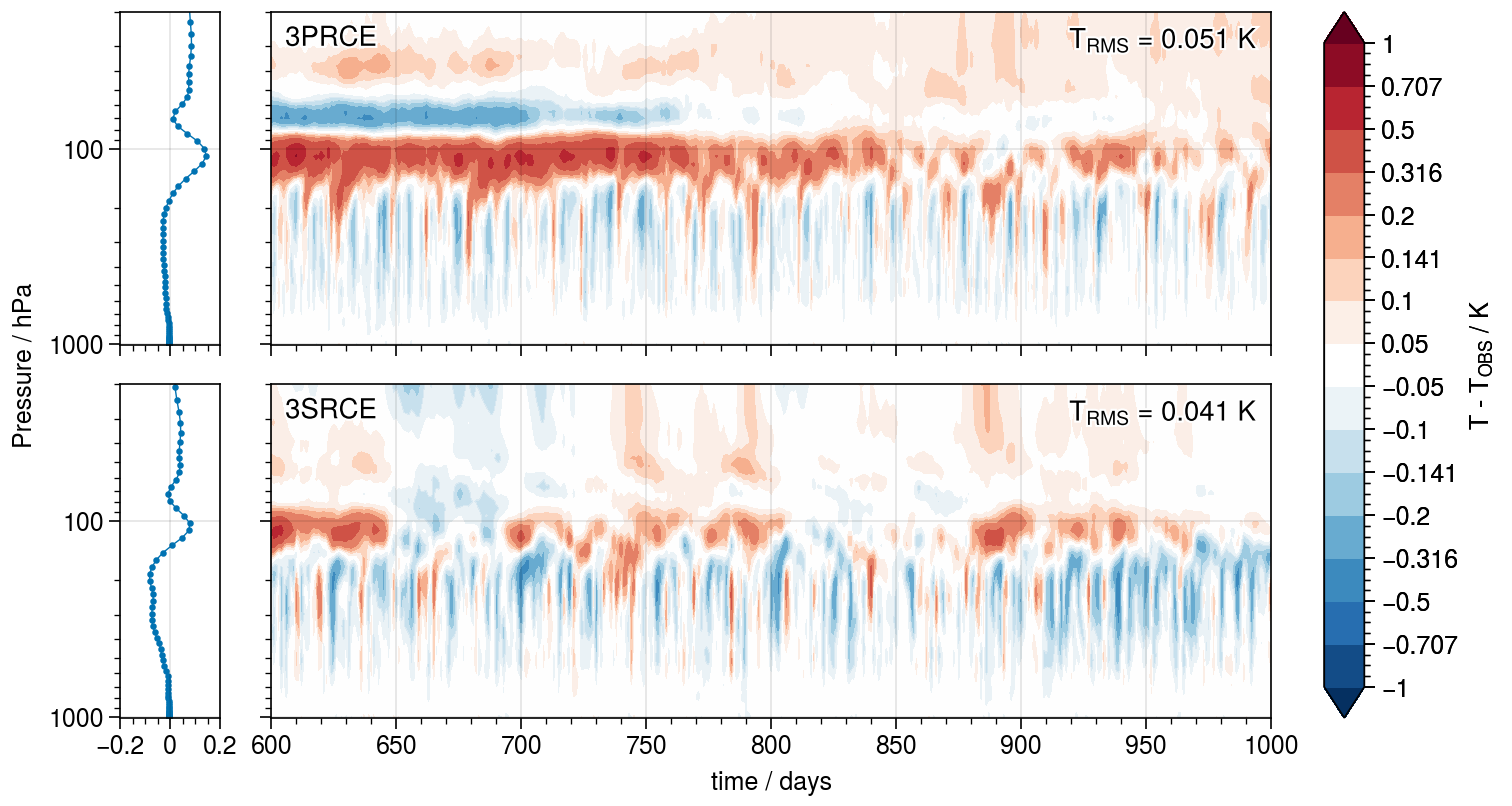 3PRCE
T_RMS = 0.051 K
100
1000
3SRCE
T_RMS = 0.041 K
100
1000
Pressure / hPa
−0.2 0 0.2
600 650 700 750 800 850 900 950 1000
time / days
1
0.707
0.5
0.316
0.2
0.141
0.1
0.05
−0.05
−0.1
−0.141
−0.2
−0.316
−0.5
−0.707
−1
T - T_OBS / K